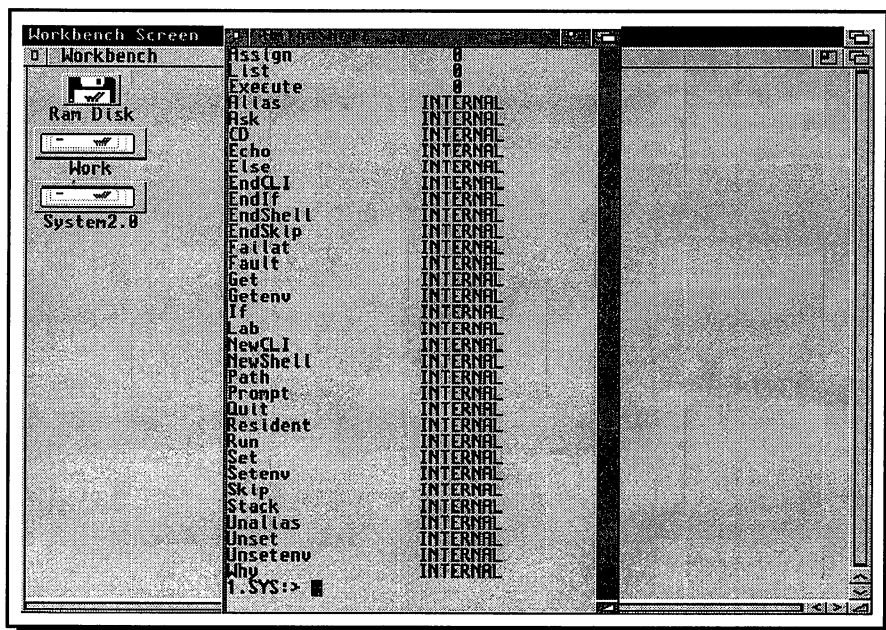 Workbench Screen
Workbench
Ram Disk
Work
System2.0
Assign 0
List 0
Execute 0
Alias INTERNAL
Ask INTERNAL
CD INTERNAL
Echo INTERNAL
Else INTERNAL
EndCLI INTERNAL
EndIf INTERNAL
EndShell INTERNAL
EndSkip INTERNAL
Failat INTERNAL
Fault INTERNAL
Get INTERNAL
Getenv INTERNAL
If INTERNAL
Lab INTERNAL
NewCLI INTERNAL
NewShell INTERNAL
Path INTERNAL
Prompt INTERNAL
Quit INTERNAL
Resident INTERNAL
Run INTERNAL
Set INTERNAL
Setenv INTERNAL
Skip INTERNAL
Stack INTERNAL
Unalias INTERNAL
Unset INTERNAL
Unsetenv INTERNAL
Why INTERNAL
1.SYS:>